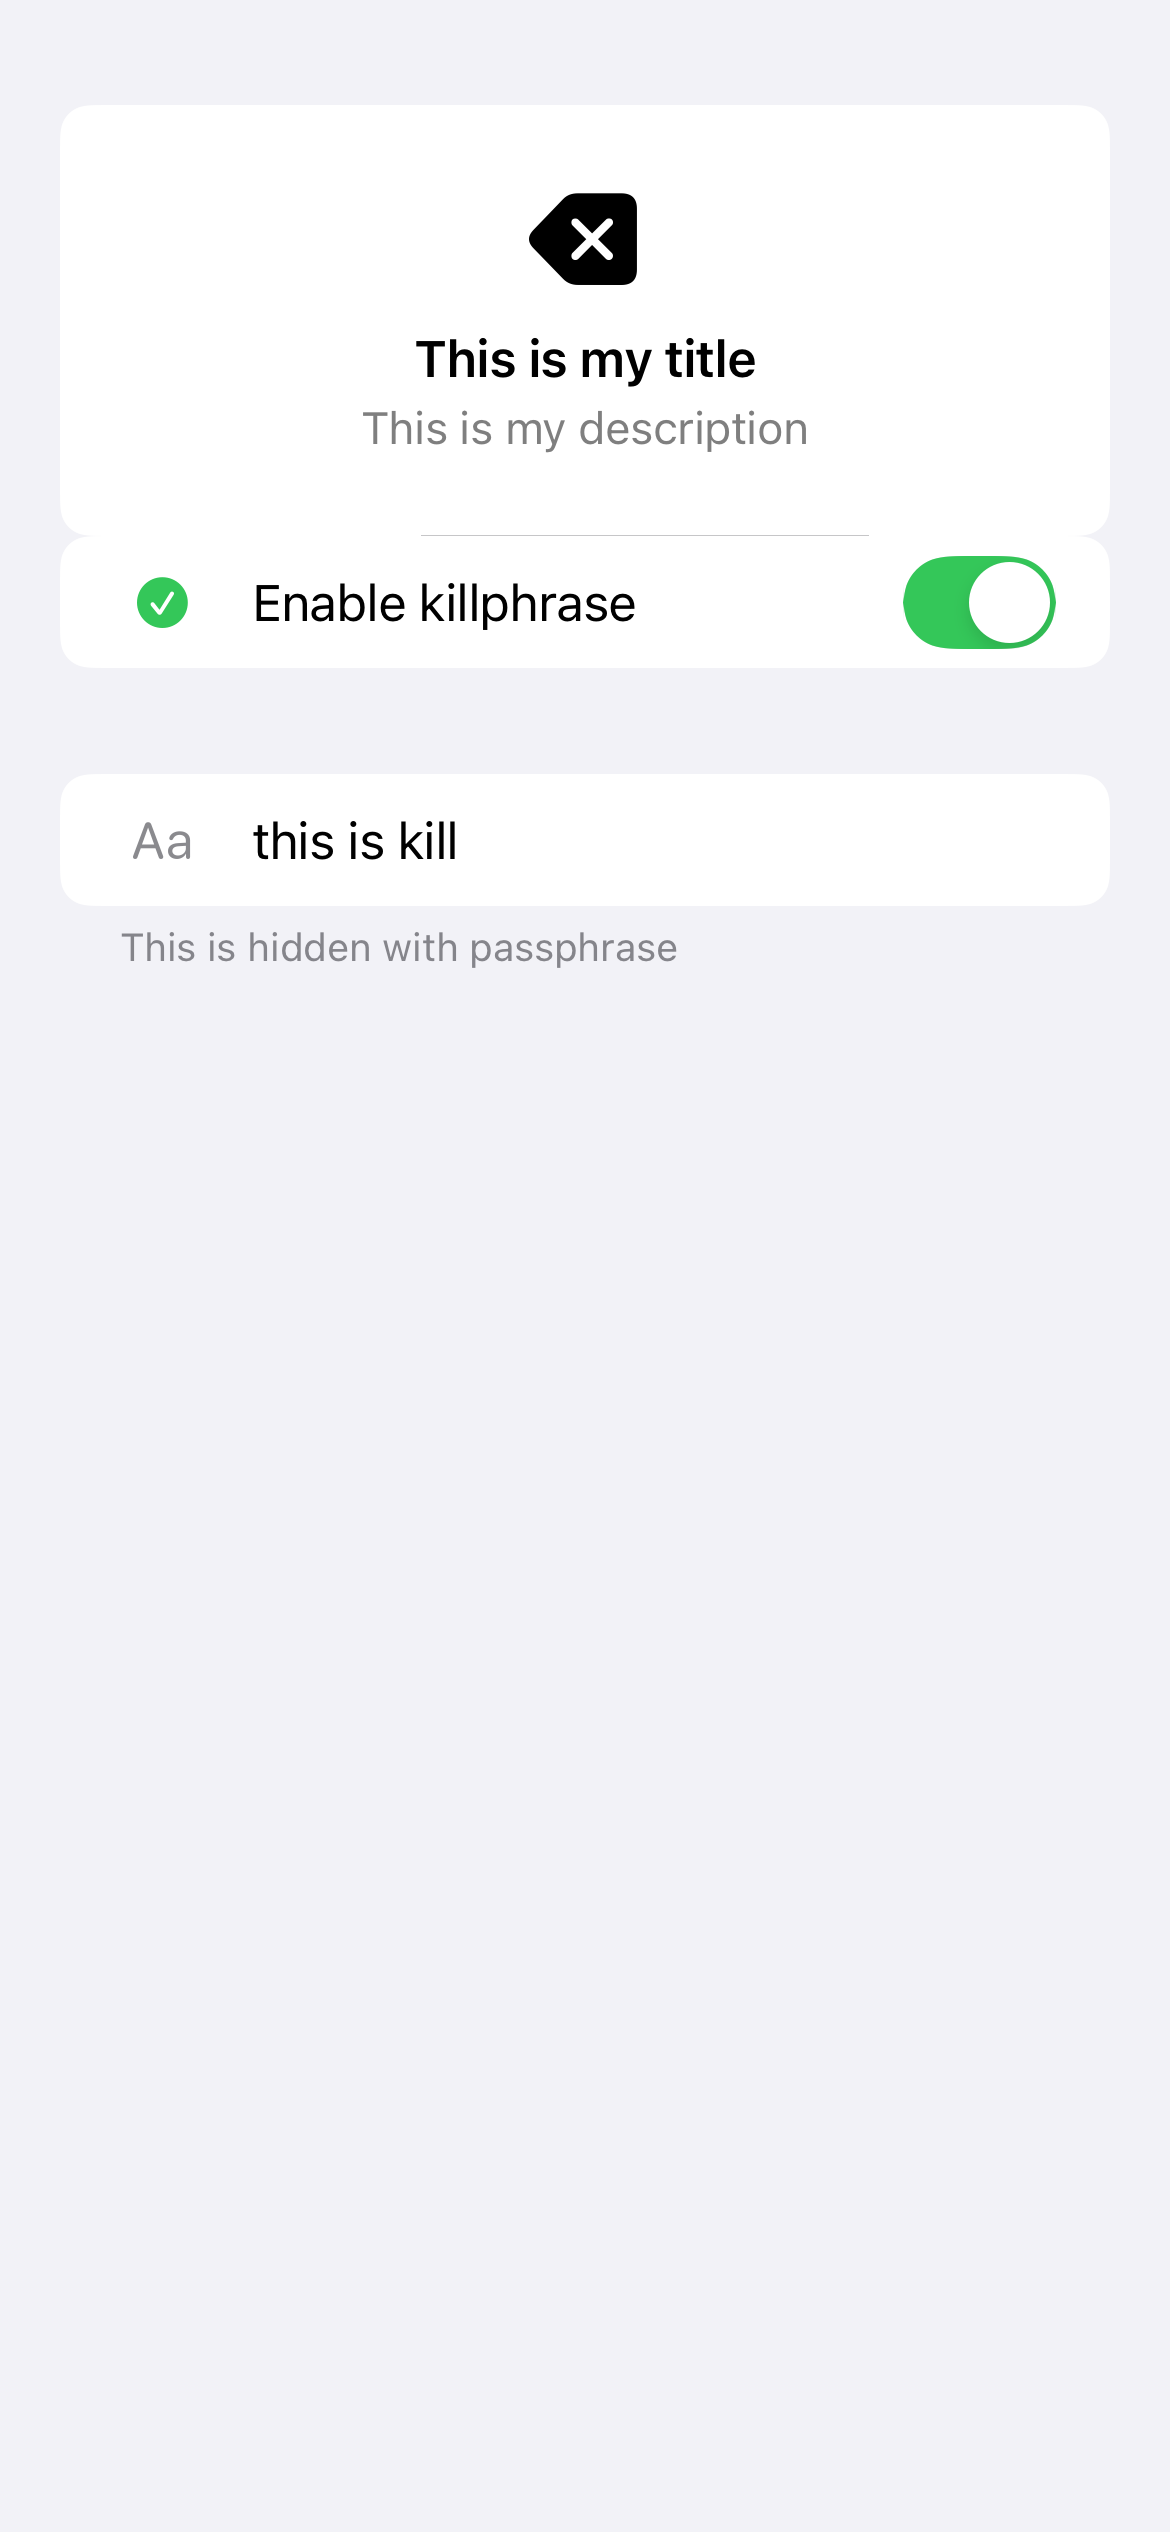 This is my title
This is my description
Enable killphrase
Aa this is kill
This is hidden with passphrase